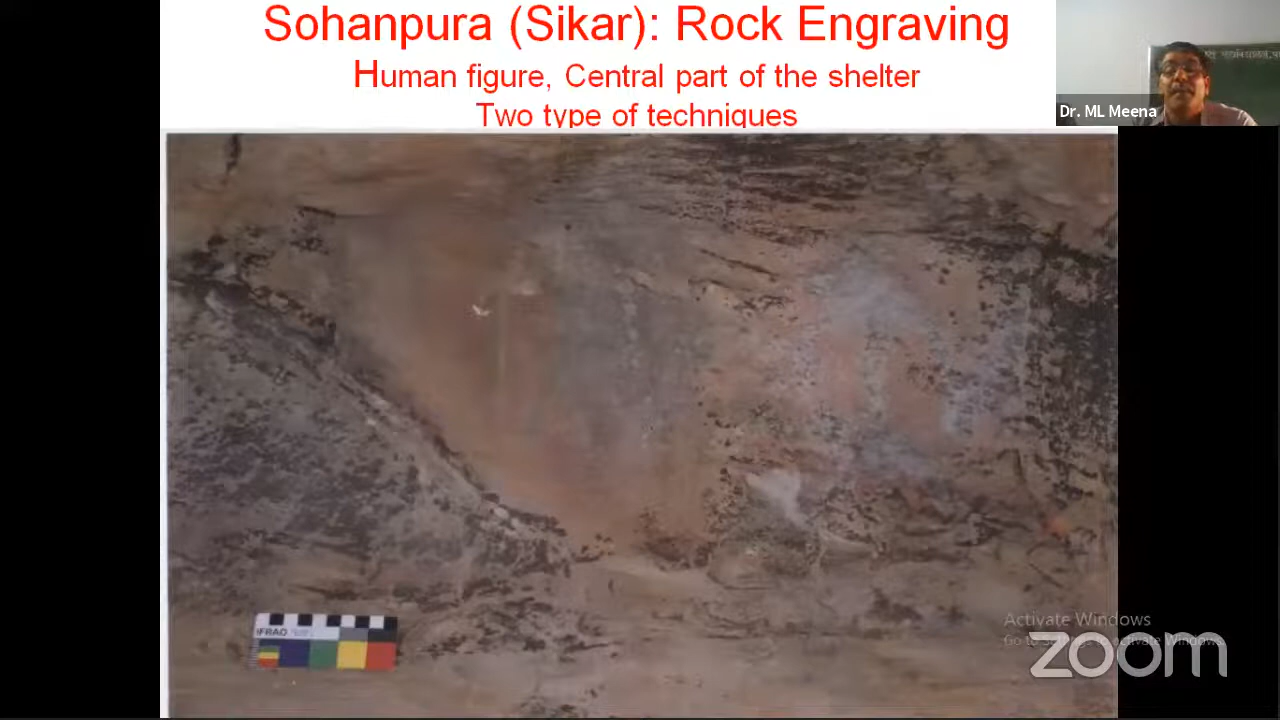 Sohanpura (Sikar): Rock Engraving
Human figure, Central part of the shelter
Two type of techniques
Dr. ML Meena
IFRAO
Activate Windows
zoom